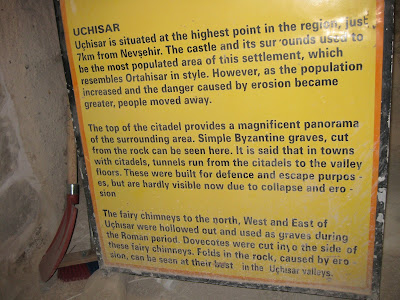 UÇHISAR
Uçhisar is situated at the highest point in the region, just
7km from Nevşehir. The castle and its sur ounds used to
be the most populated area of this settlement, which
resembles Ortahisar in style. However, as the population
increased and the danger caused by erosion became
greater, people moved away.
The top of the citadel provides a magnificent panorama
of the surrounding area. Simple Byzantine graves, cut
from the rock can be seen here. It is said that in towns
with citadels, tunnels run from the citadels to the valley
floors. These were built for defence and escape purpos -
es, but are hardly visible now due to collapse and ero -
sion
The fairy chimneys to the north, West and East of
Uçhisar were hollowed out and used as graves during
the Roman period. Dovecotes were cut into the side of
these fairy chimneys. Folds in the rock, caused by ero
sion, can be seen at their best in the Uçhisar valleys.